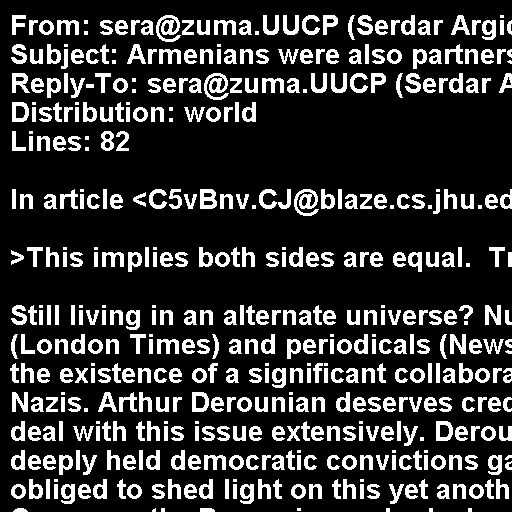 From: sera@zuma.UUCP (Serdar Argic
Subject: Armenians were also partners
Reply-To: sera@zuma.UUCP (Serdar A
Distribution: world
Lines: 82

In article <C5vBnv.CJ@blaze.cs.jhu.ed

>This implies both sides are equal.  Tr

Still living in an alternate universe? Nu
(London Times) and periodicals (News
the existence of a significant collabora
Nazis. Arthur Derounian deserves cred
deal with this issue extensively. Derou
deeply held democratic convictions ga
obliged to shed light on this yet anoth